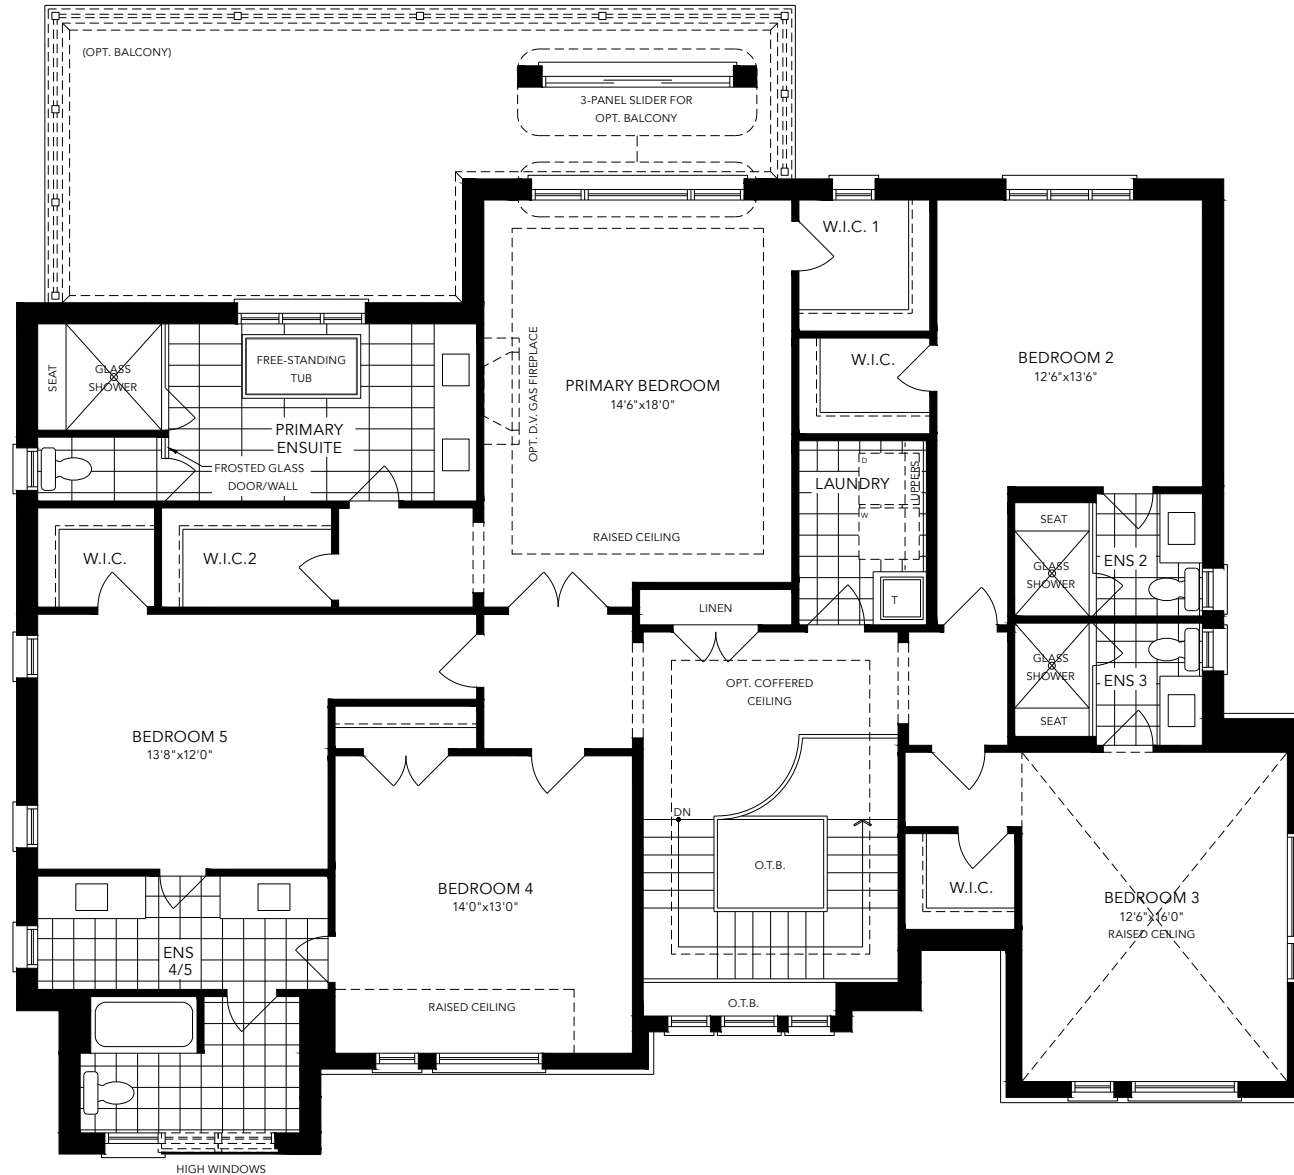 (OPT. BALCONY)
3-PANEL SLIDER FOR
OPT. BALCONY
W.I.C. 1
SEAT
GLASS
SHOWER
FREE-STANDING
TUB
PRIMARY
ENSUITE
FROSTED GLASS
DOOR/WALL
OPT. D.V. GAS FIREPLACE
PRIMARY BEDROOM
14'6"x18'0"
RAISED CEILING
W.I.C.
BEDROOM 2
12'6"x13'6"
D
LAUNDRY
UPPERS
W
T
W.I.C.
W.I.C.2
SEAT
GLASS
SHOWER
ENS 2
LINEN
GLASS
SHOWER
ENS 3
SEAT
OPT. COFFERED
CEILING
BEDROOM 5
13'8"x12'0"
DN
O.T.B.
BEDROOM 4
14'0"x13'0"
W.I.C.
BEDROOM 3
12'6"x16'0"
RAISED CEILING
ENS
4/5
RAISED CEILING
O.T.B.
HIGH WINDOWS